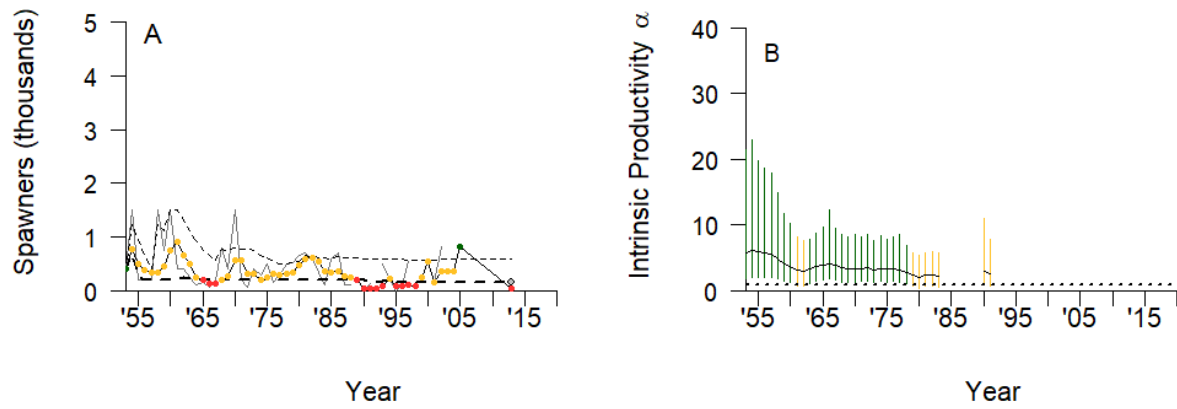 A
Spawners (thousands)
5
4
3
2
1
0
'55 '65 '75 '85 '95 '05 '15
Year
B
Intrinsic Productivity α
40
30
20
10
0
'55 '65 '75 '85 '95 '05 '15
Year